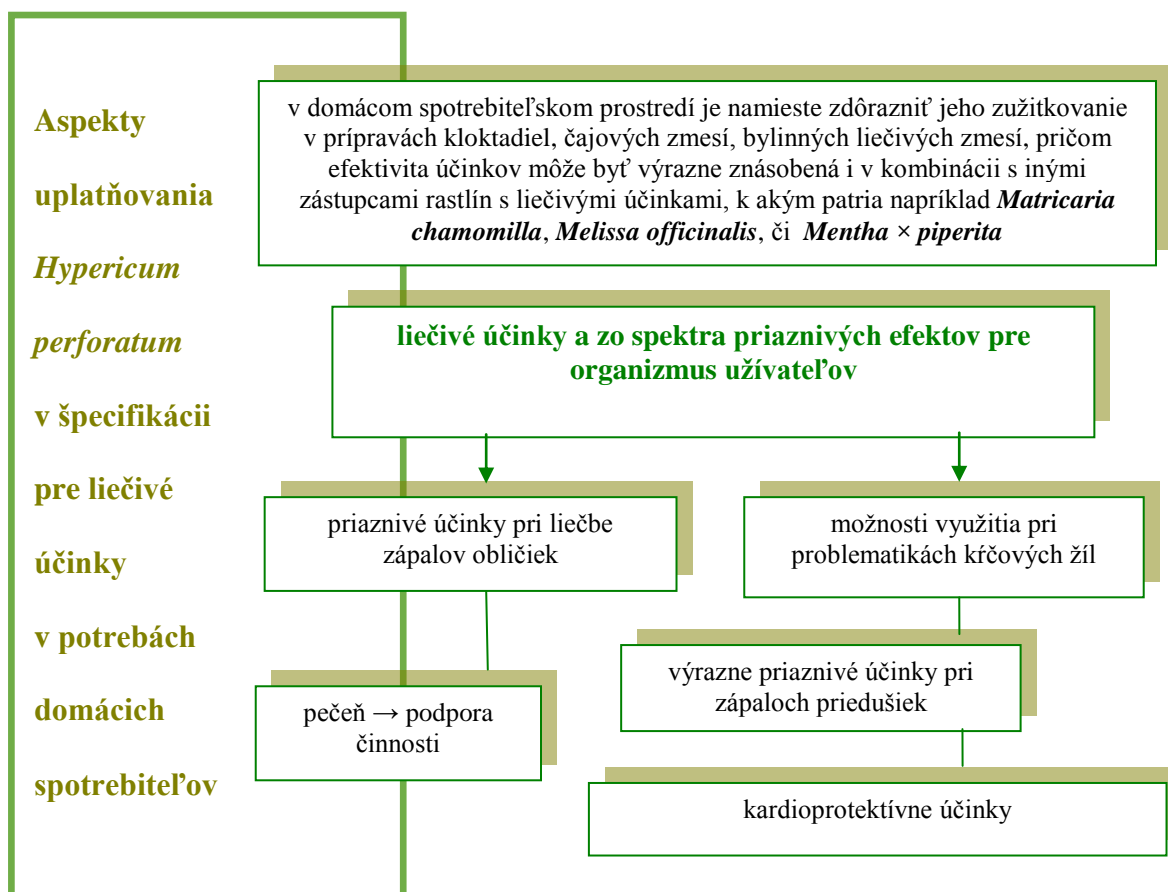 Aspekty
uplatňovania
Hypericum
perforatum
v špecifikácii
pre liečivé
účinky
v potrebách
domácich
spotrebiteľov
v domácom spotrebiteľskom prostredí je namieste zdôrazniť jeho zužitkovanie
v prípravách kloktadiel, čajových zmesí, bylinných liečivých zmesí, pričom
efektivita účinkov môže byť výrazne znásobená i v kombinácii s inými
zástupcami rastlín s liečivými účinkami, k akým patria napríklad Matricaria
chamomilla, Melissa officinalis, či Mentha × piperita
liečivé účinky a zo spektra priaznivých efektov pre
organizmus užívateľov
priaznivé účinky pri liečbe
zápalov obličiek
pečeň → podpora
činnosti
možnosti využitia pri
problematikách kŕčových žíl
výrazne priaznivé účinky pri
zápaloch priedušiek
kardioprotektívne účinky